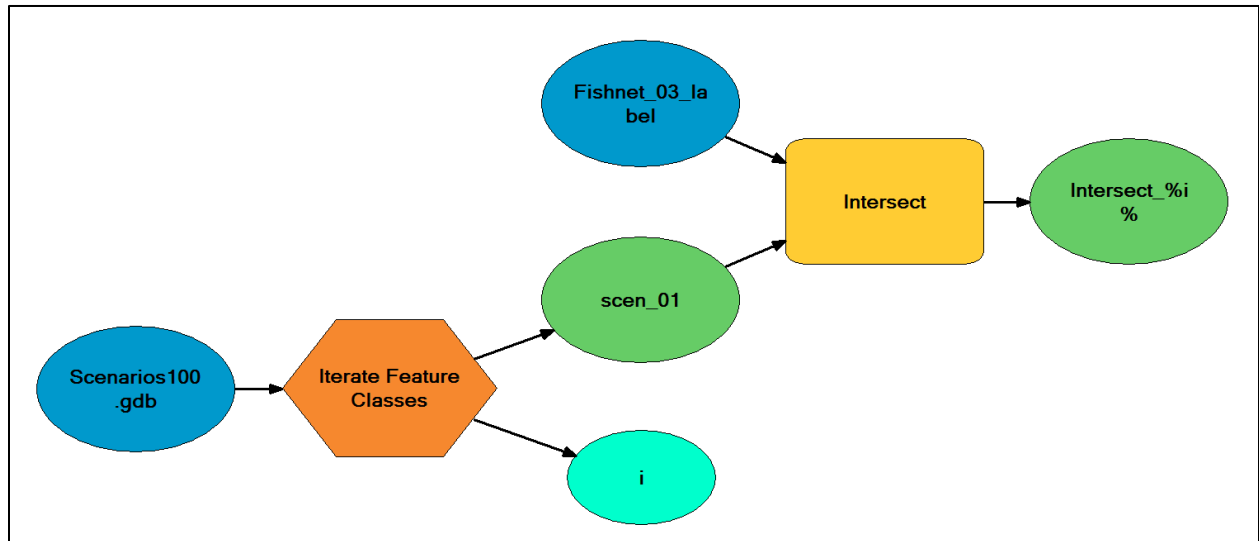 Fishnet_03_la
bel
Intersect
Intersect_%i
%
scen_01
Scenarios100
.gdb
Iterate Feature
Classes
i